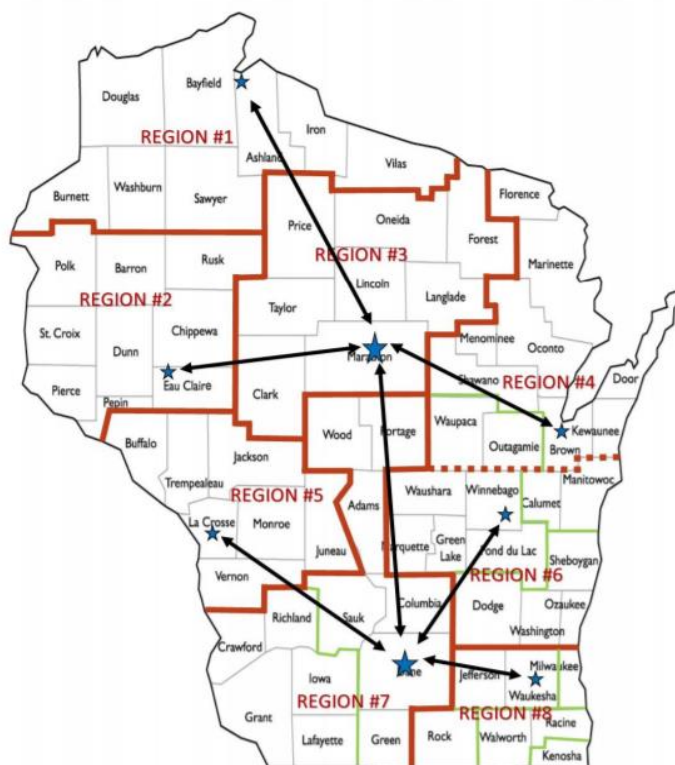 Bayfield
Douglas
REGION #1
Iron
Ashland
Vilas
Washburn
Burnett
Sawyer
Florence
Price
Oneida
Forest
Rusk
Polk
Barron
REGION #3
Marinette
Lincoln
REGION #2
Langlade
Taylor
Chippewa
St. Croix
Menominee
Dunn
Oconto
Marathon
Eau Claire
Shawano
Door
Pierce
REGION #4
Clark
Pepin
Waupaca
Kewaunee
Buffalo
Wood
Portage
Outagamie
Brown
Jackson
Trempealeau
Waushara
Winnebago
Manitowoc
REGION #5
Adams
Calumet
La Crosse
Monroe
Green
Lake
Juneau
Marquette
Fond du Lac
Sheboygan
Vernon
REGION #6
Columbia
Dodge
Ozaukee
Richland
Sauk
Washington
Crawford
Milwaukee
Dane
Jefferson
Iowa
Waukesha
REGION #7
REGION #8
Grant
Racine
Lafayette
Green
Rock
Walworth
Kenosha